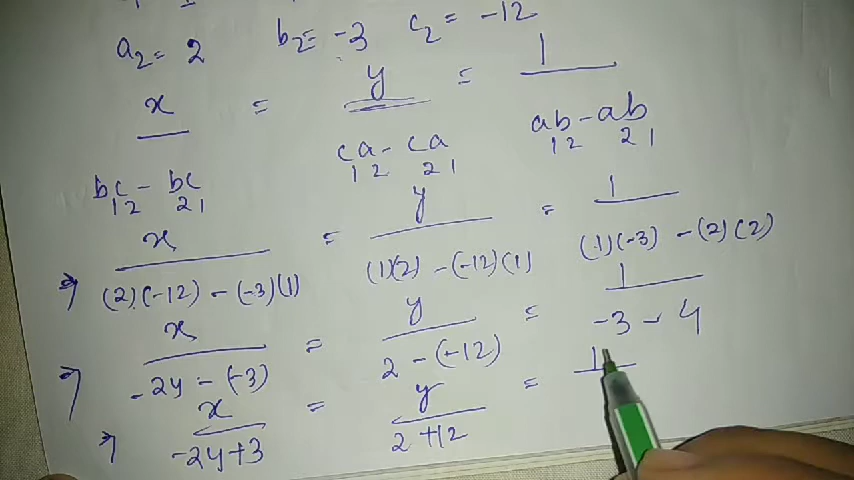 a₂ = 2 b₂ = -3 c₂ = -12
x = y = 1
b₁c₂ - b₂c₁ c₁a₂ - c₂a₁ a₁b₂ - a₂b₁
⇒ x = y = 1
(2)(-12) - (-3)(1) (1)(2) - (-12)(1) (1)(-3) - (2)(2)
⇒ x = y = 1
-24 - (-3) 2 - (-12) -3 - 4
⇒ x = y = 1
-24+3 2+12